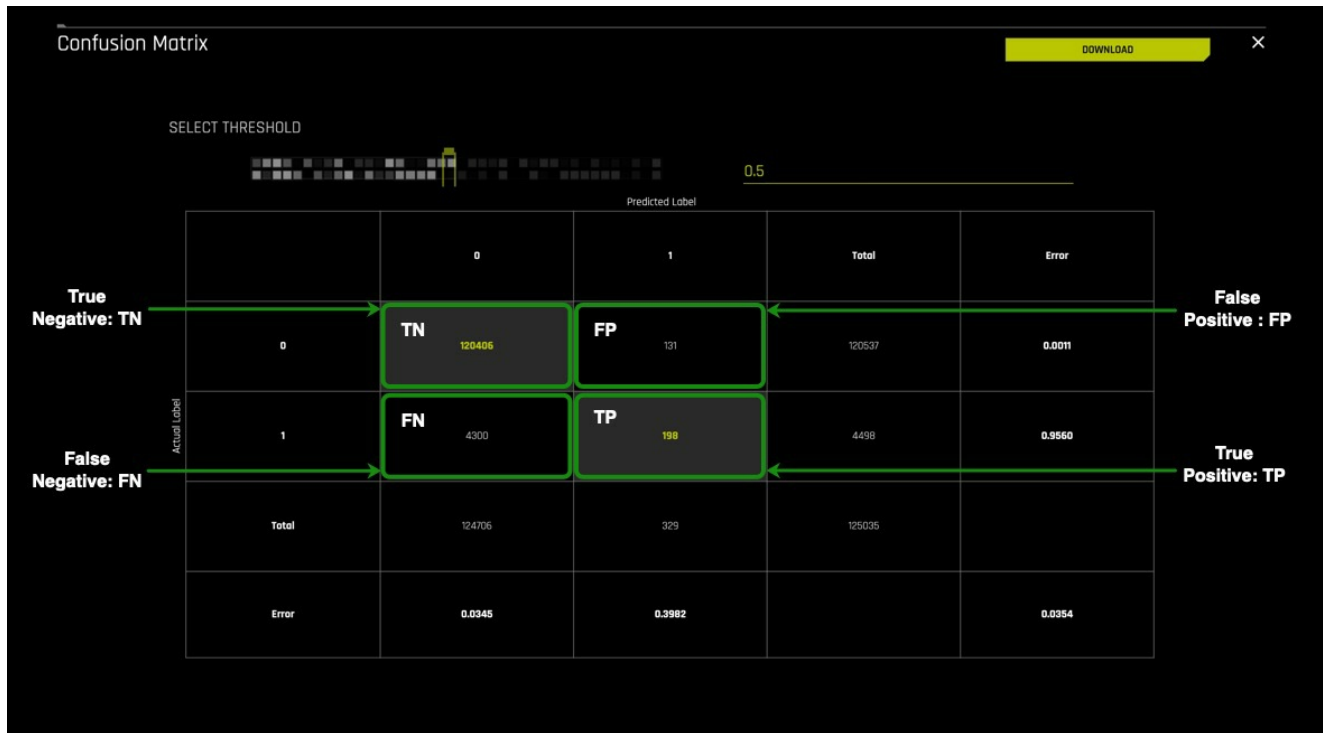 Confusion Matrix
DOWNLOAD
SELECT THRESHOLD
0.5
Predicted Label
0 1 Total Error
True
Negative: TN
False
Positive : FP
TN
FP
0 120406 131 120537 0.0011
Actual Label
FN
TP
1 4300 198 4498 0.9560
False
Negative: FN
True
Positive: TP
Total 124706 329 125035
Error 0.0345 0.3982 0.0354